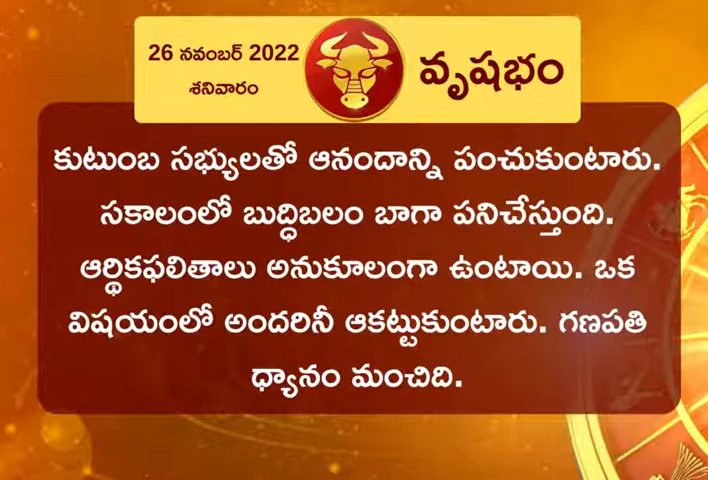 26 నవంబర్ 2022
శనివారం
వృషభం
కుటుంబ సభ్యులతో ఆనందాన్ని పంచుకుంటారు.
సకాలంలో బుద్ధిబలం బాగా పనిచేస్తుంది.
ఆర్థికఫలితాలు అనుకూలంగా ఉంటాయి. ఒక
విషయంలో అందరినీ ఆకట్టుకుంటారు. గణపతి
ధ్యానం మంచిది.